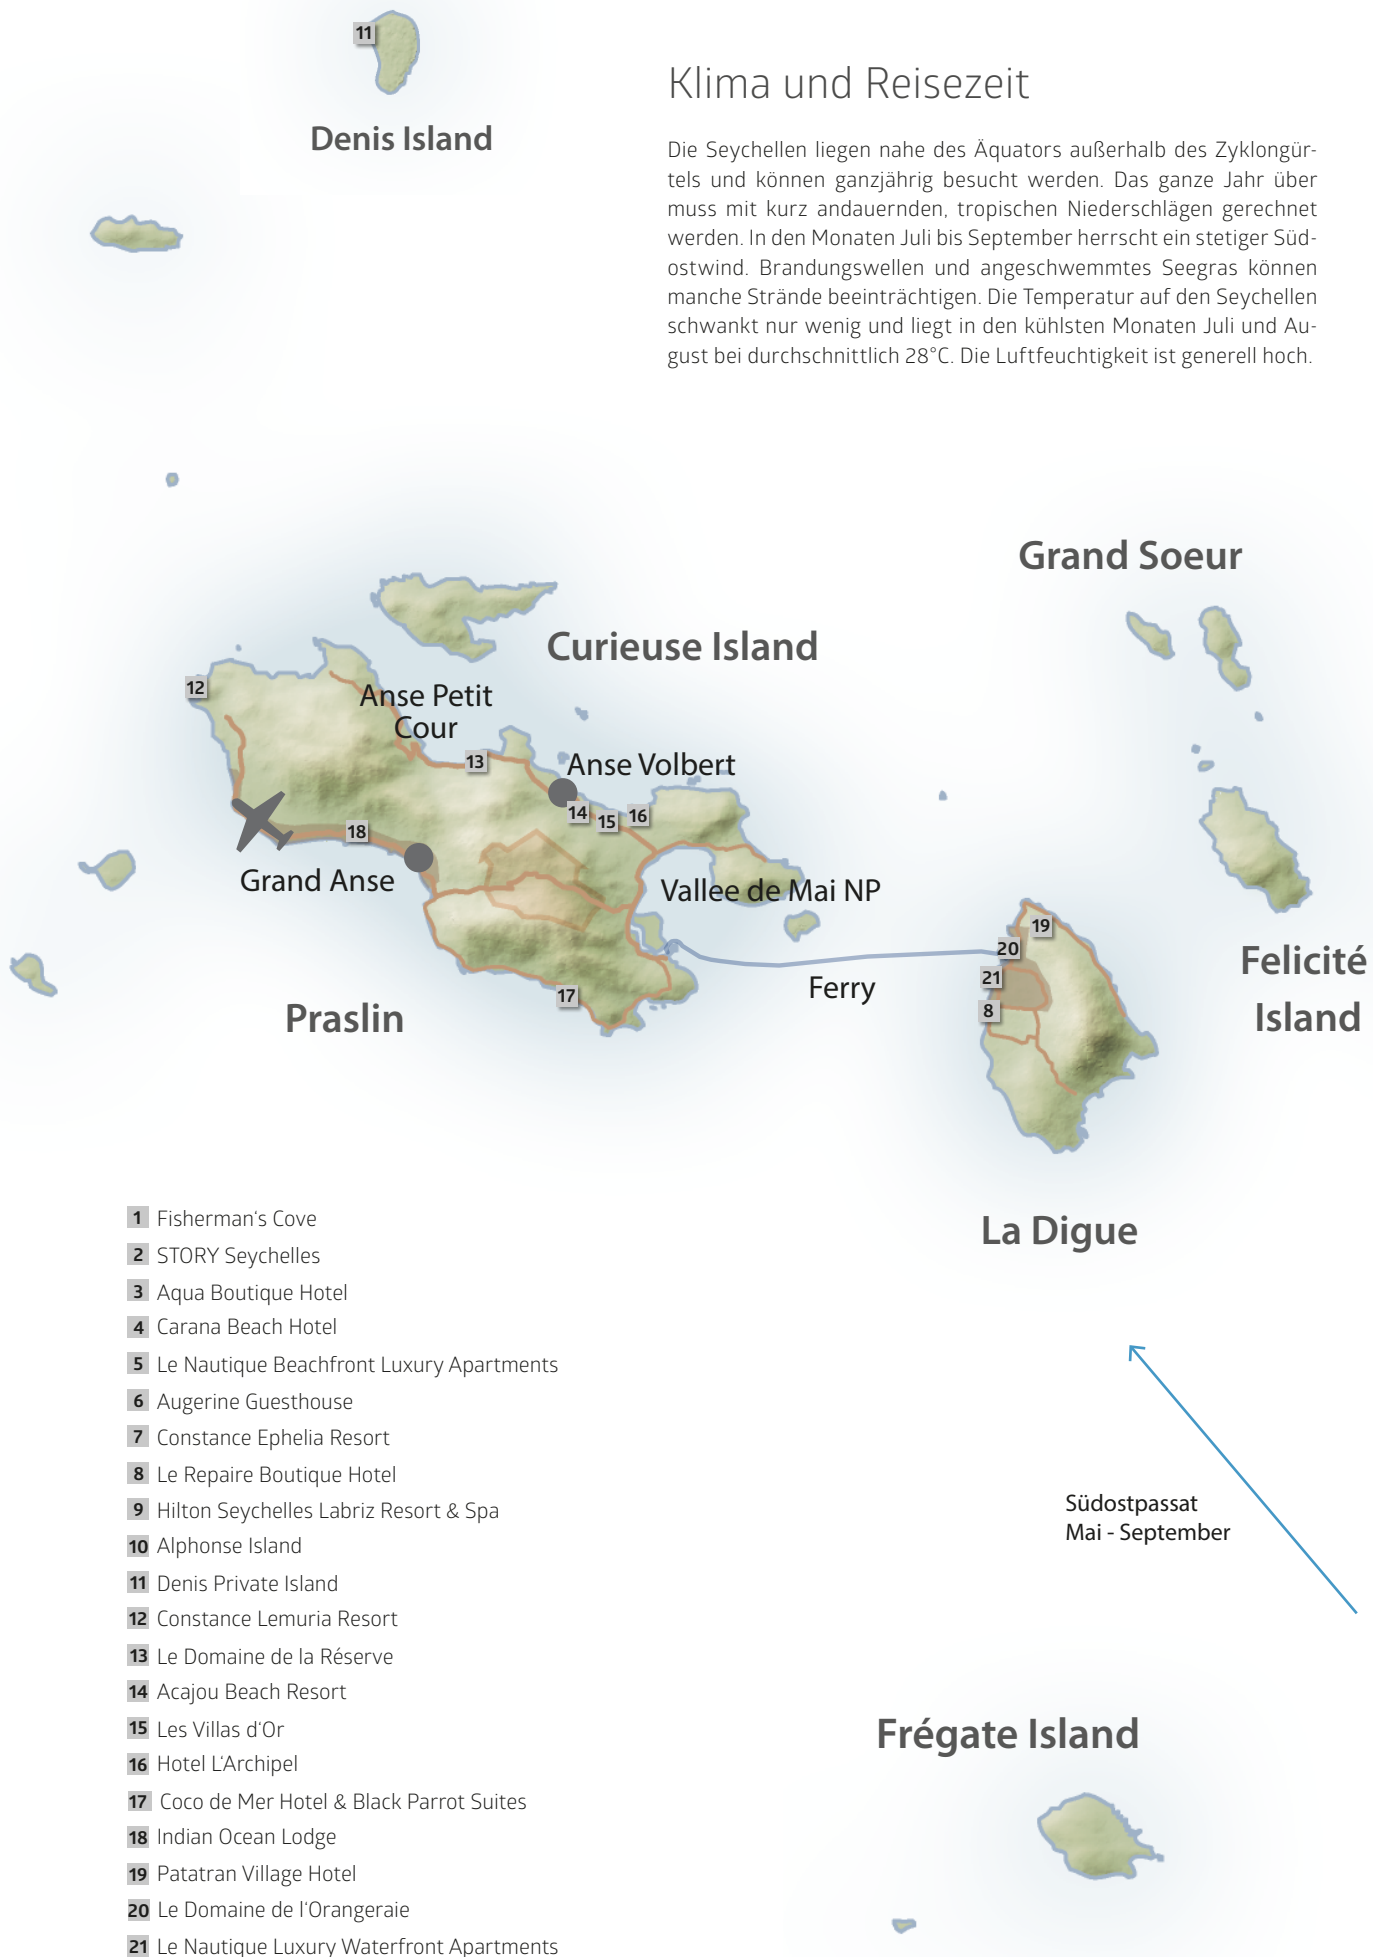 11
Denis Island
Klima und Reisezeit
Die Seychellen liegen nahe des Äquators außerhalb des Zyklongür-
tels und können ganzjährig besucht werden. Das ganze Jahr über
muss mit kurz andauernden, tropischen Niederschlägen gerechnet
werden. In den Monaten Juli bis September herrscht ein stetiger Süd-
ostwind. Brandungswellen und angeschwemmtes Seegras können
manche Strände beeinträchtigen. Die Temperatur auf den Seychellen
schwankt nur wenig und liegt in den kühlsten Monaten Juli und Au-
gust bei durchschnittlich 28°C. Die Luftfeuchtigkeit ist generell hoch.
Grand Soeur
Curieuse Island
12
Anse Petit
Cour
13
Anse Volbert
14
15
16
18
Grand Anse
Vallee de Mai NP
19
20
21
8
Ferry
17
Praslin
Felicité
Island
La Digue
1 Fisherman‘s Cove
2 STORY Seychelles
3 Aqua Boutique Hotel
4 Carana Beach Hotel
5 Le Nautique Beachfront Luxury Apartments
6 Augerine Guesthouse
7 Constance Ephelia Resort
8 Le Repaire Boutique Hotel
9 Hilton Seychelles Labriz Resort & Spa
10 Alphonse Island
11 Denis Private Island
12 Constance Lemuria Resort
13 Le Domaine de la Réserve
14 Acajou Beach Resort
15 Les Villas d‘Or
16 Hotel L‘Archipel
17 Coco de Mer Hotel & Black Parrot Suites
18 Indian Ocean Lodge
19 Patatran Village Hotel
20 Le Domaine de l‘Orangeraie
21 Le Nautique Luxury Waterfront Apartments
Südostpassat
Mai - September
Frégate Island